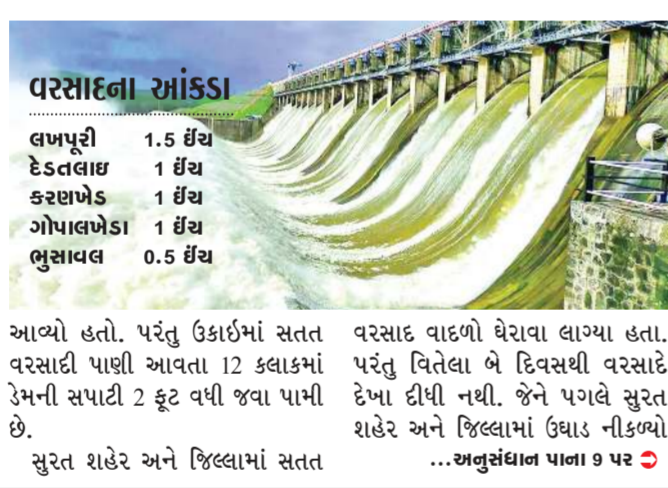 વરસાદના આંકડા
લખપૂરી 1.5 ઈંચ
દેડતલાઇ 1 ઈંચ
કરણખેડ 1 ઈંચ
ગોપાલખેડા 1 ઈંચ
ભુસાવલ 0.5 ઈંચ
આવ્યો હતો. પરંતુ ઉકાઇમાં સતત
વરસાદી પાણી આવતા 12 કલાકમાં
ડેમની સપાટી 2 ફૂટ વધી જવા પામી
છે.
સુરત શહેર અને જિલ્લામાં સતત
વરસાદ વાદળો ઘેરાવા લાગ્યા હતા.
પરંતુ વિતેલા બે દિવસથી વરસાદે
દેખા દીધી નથી. જેને પગલે સુરત
શહેર અને જિલ્લામાં ઉઘાડ નીકળ્યો
...અનુસંધાન પાના 9 પર